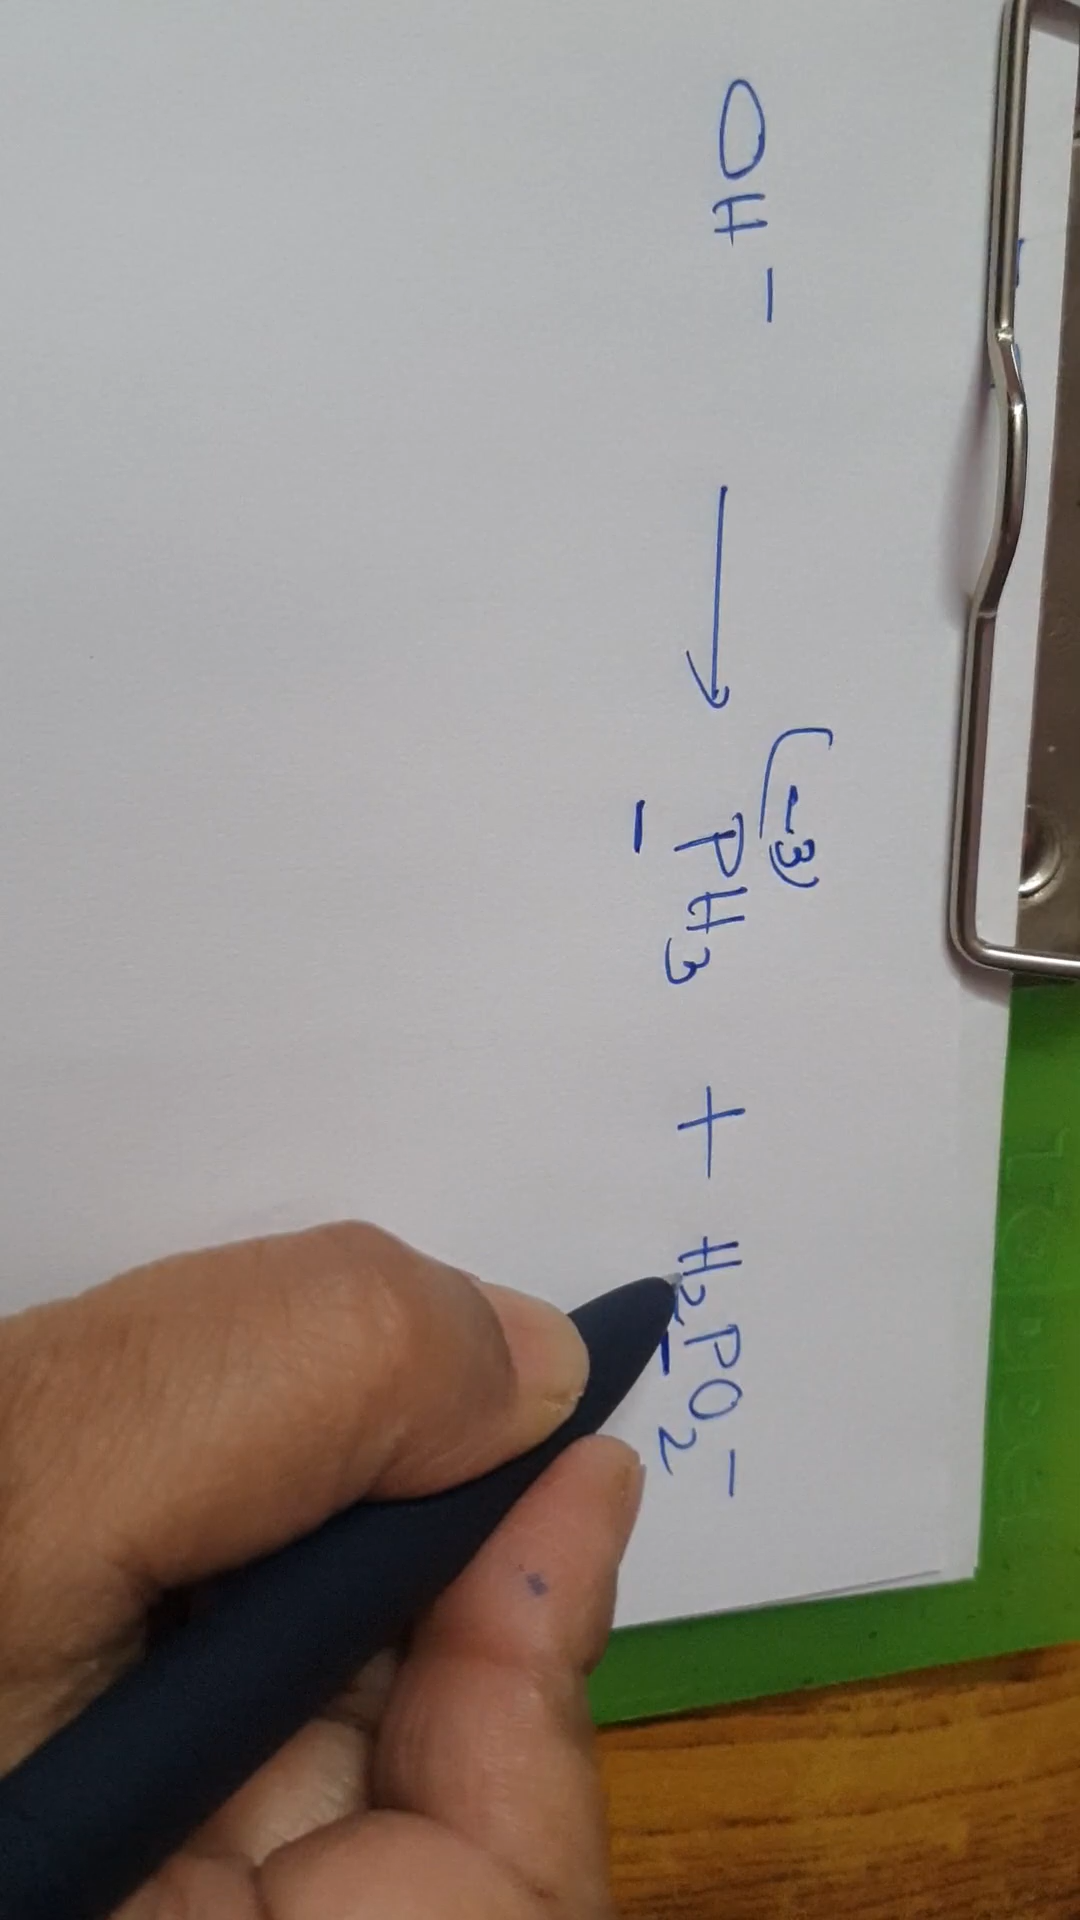 (-3)
OH⁻ → PH₃ + H₂PO₂⁻